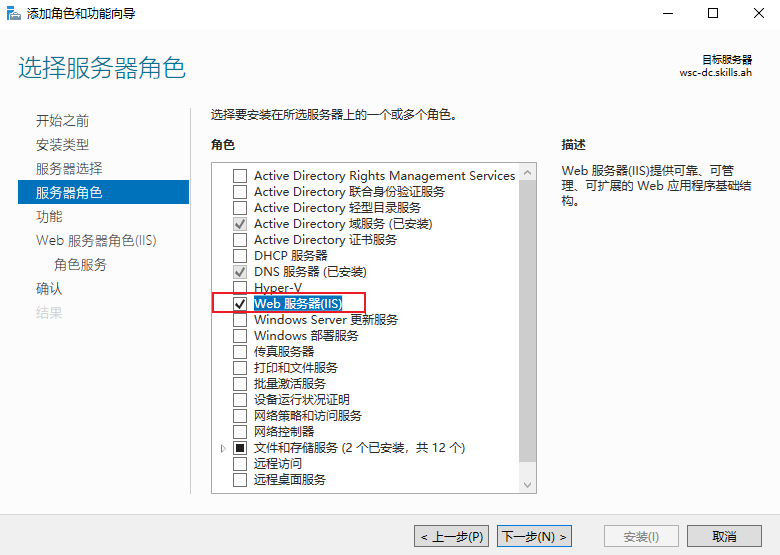 添加角色和功能向导
选择服务器角色
目标服务器
wsc-dc.skills.ah
开始之前
安装类型
服务器选择
服务器角色
功能
Web 服务器角色(IIS)
角色服务
确认
结果
选择要安装在所选服务器上的一个或多个角色。
角色
Active Directory Rights Management Services
Active Directory 联合身份验证服务
Active Directory 轻型目录服务
Active Directory 域服务 (已安装)
Active Directory 证书服务
DHCP 服务器
DNS 服务器 (已安装)
Hyper-V
Web 服务器(IIS)
Windows Server 更新服务
Windows 部署服务
传真服务器
打印和文件服务
批量激活服务
设备运行状况证明
网络策略和访问服务
网络控制器
文件和存储服务 (2 个已安装，共 12 个)
远程访问
远程桌面服务
描述
Web 服务器(IIS)提供可靠、可管
理、可扩展的 Web 应用程序基础结
构。
< 上一步(P)
下一步(N) >
安装(I)
取消